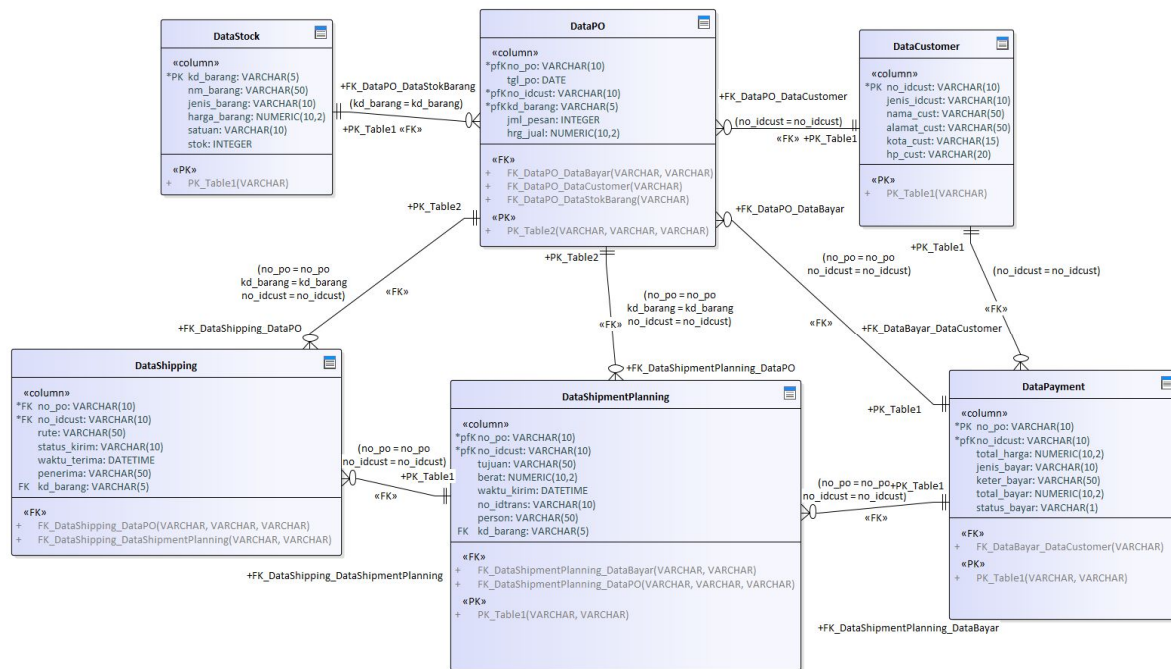 DataStock
«column»
*PK kd_barang: VARCHAR(5)
nm_barang: VARCHAR(50)
jenis_barang: VARCHAR(10)
harga_barang: NUMERIC(10,2)
satuan: VARCHAR(10)
stok: INTEGER
«PK»
+ PK_Table1(VARCHAR)
+FK_DataPO_DataStokBarang
(kd_barang = kd_barang)
+PK_Table1 «FK»
DataPO
«column»
*pfK no_po: VARCHAR(10)
tgl_po: DATE
*pfK no_idcust: VARCHAR(10)
*pfK kd_barang: VARCHAR(5)
jml_pesan: INTEGER
hrg_jual: NUMERIC(10,2)
«FK»
+ FK_DataPO_DataBayar(VARCHAR, VARCHAR)
+ FK_DataPO_DataCustomer(VARCHAR)
+ FK_DataPO_DataStokBarang(VARCHAR)
«PK»
+ PK_Table2(VARCHAR, VARCHAR, VARCHAR)
+FK_DataPO_DataCustomer
(no_idcust = no_idcust)
«FK» +PK_Table1
DataCustomer
«column»
*PK no_idcust: VARCHAR(10)
jenis_idcust: VARCHAR(10)
nama_cust: VARCHAR(50)
alamat_cust: VARCHAR(50)
kota_cust: VARCHAR(15)
hp_cust: VARCHAR(20)
«PK»
+ PK_Table1(VARCHAR)
+PK_Table2
(no_po = no_po
kd_barang = kd_barang
no_idcust = no_idcust)
«FK»
+FK_DataShipping_DataPO
+PK_Table2
(no_po = no_po
kd_barang = kd_barang
no_idcust = no_idcust)
«FK»
+FK_DataShipmentPlanning_DataPO
+FK_DataPO_DataBayar
(no_po = no_po
no_idcust = no_idcust)
«FK»
+PK_Table1
+PK_Table1
(no_idcust = no_idcust)
«FK»
+FK_DataBayar_DataCustomer
DataShipping
«column»
*FK no_po: VARCHAR(10)
*FK no_idcust: VARCHAR(10)
rute: VARCHAR(50)
status_kirim: VARCHAR(10)
waktu_terima: DATETIME
penerima: VARCHAR(50)
FK kd_barang: VARCHAR(5)
«FK»
+ FK_DataShipping_DataPO(VARCHAR, VARCHAR, VARCHAR)
+ FK_DataShipping_DataShipmentPlanning(VARCHAR, VARCHAR)
(no_po = no_po
no_idcust = no_idcust)
+PK_Table1
«FK»
+FK_DataShipping_DataShipmentPlanning
DataShipmentPlanning
«column»
*pfK no_po: VARCHAR(10)
*pfK no_idcust: VARCHAR(10)
tujuan: VARCHAR(50)
berat: NUMERIC(10,2)
waktu_kirim: DATETIME
no_idtrans: VARCHAR(10)
person: VARCHAR(50)
FK kd_barang: VARCHAR(5)
«FK»
+ FK_DataShipmentPlanning_DataBayar(VARCHAR, VARCHAR)
+ FK_DataShipmentPlanning_DataPO(VARCHAR, VARCHAR, VARCHAR)
«PK»
+ PK_Table1(VARCHAR, VARCHAR)
(no_po = no_po
no_idcust = no_idcust)
+PK_Table1
«FK»
+FK_DataShipmentPlanning_DataBayar
DataPayment
«column»
*PK no_po: VARCHAR(10)
*pfK no_idcust: VARCHAR(10)
total_harga: NUMERIC(10,2)
jenis_bayar: VARCHAR(10)
keter_bayar: VARCHAR(50)
total_bayar: NUMERIC(10,2)
status_bayar: VARCHAR(1)
«FK»
+ FK_DataBayar_DataCustomer(VARCHAR)
«PK»
+ PK_Table1(VARCHAR, VARCHAR)